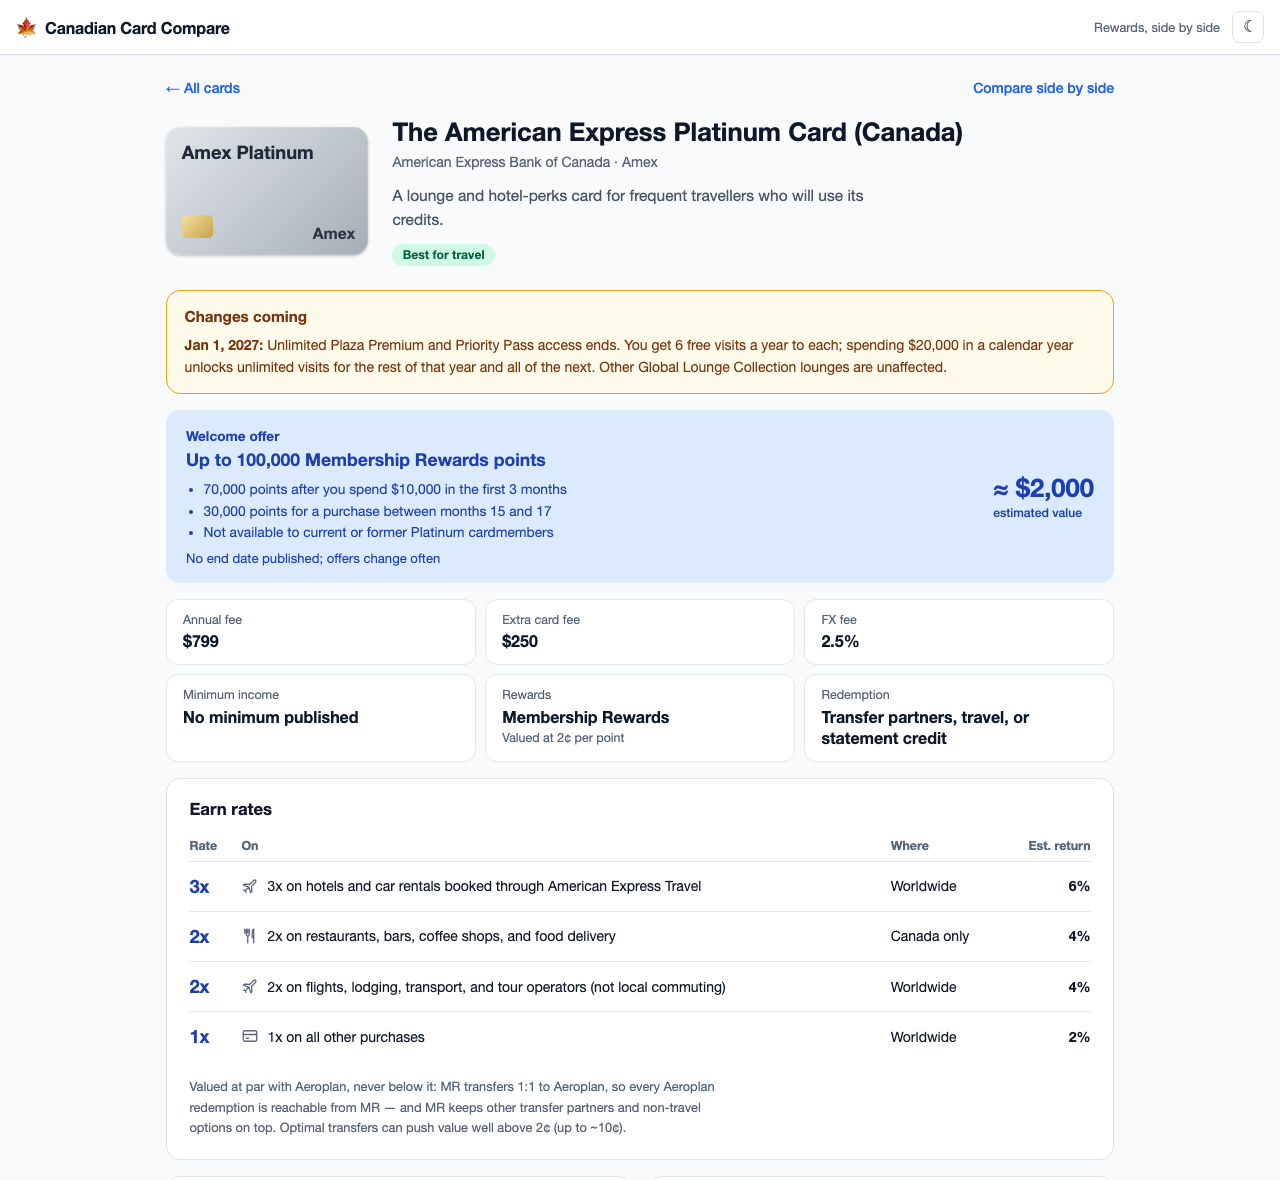 Canadian Card Compare
Rewards, side by side
← All cards
Compare side by side
Amex Platinum
Amex
The American Express Platinum Card (Canada)
American Express Bank of Canada · Amex
A lounge and hotel-perks card for frequent travellers who will use its
credits.
Best for travel
Changes coming
Jan 1, 2027: Unlimited Plaza Premium and Priority Pass access ends. You get 6 free visits a year to each; spending $20,000 in a calendar year
unlocks unlimited visits for the rest of that year and all of the next. Other Global Lounge Collection lounges are unaffected.
Welcome offer
Up to 100,000 Membership Rewards points
• 70,000 points after you spend $10,000 in the first 3 months
• 30,000 points for a purchase between months 15 and 17
• Not available to current or former Platinum cardmembers
No end date published; offers change often
≈ $2,000
estimated value
Annual fee
$799
Extra card fee
$250
FX fee
2.5%
Minimum income
No minimum published
Rewards
Membership Rewards
Valued at 2¢ per point
Redemption
Transfer partners, travel, or
statement credit
Earn rates
Rate On Where Est. return
3x 3x on hotels and car rentals booked through American Express Travel Worldwide 6%
2x 2x on restaurants, bars, coffee shops, and food delivery Canada only 4%
2x 2x on flights, lodging, transport, and tour operators (not local commuting) Worldwide 4%
1x 1x on all other purchases Worldwide 2%
Valued at par with Aeroplan, never below it: MR transfers 1:1 to Aeroplan, so every Aeroplan
redemption is reachable from MR — and MR keeps other transfer partners and non-travel
options on top. Optimal transfers can push value well above 2¢ (up to ~10¢).